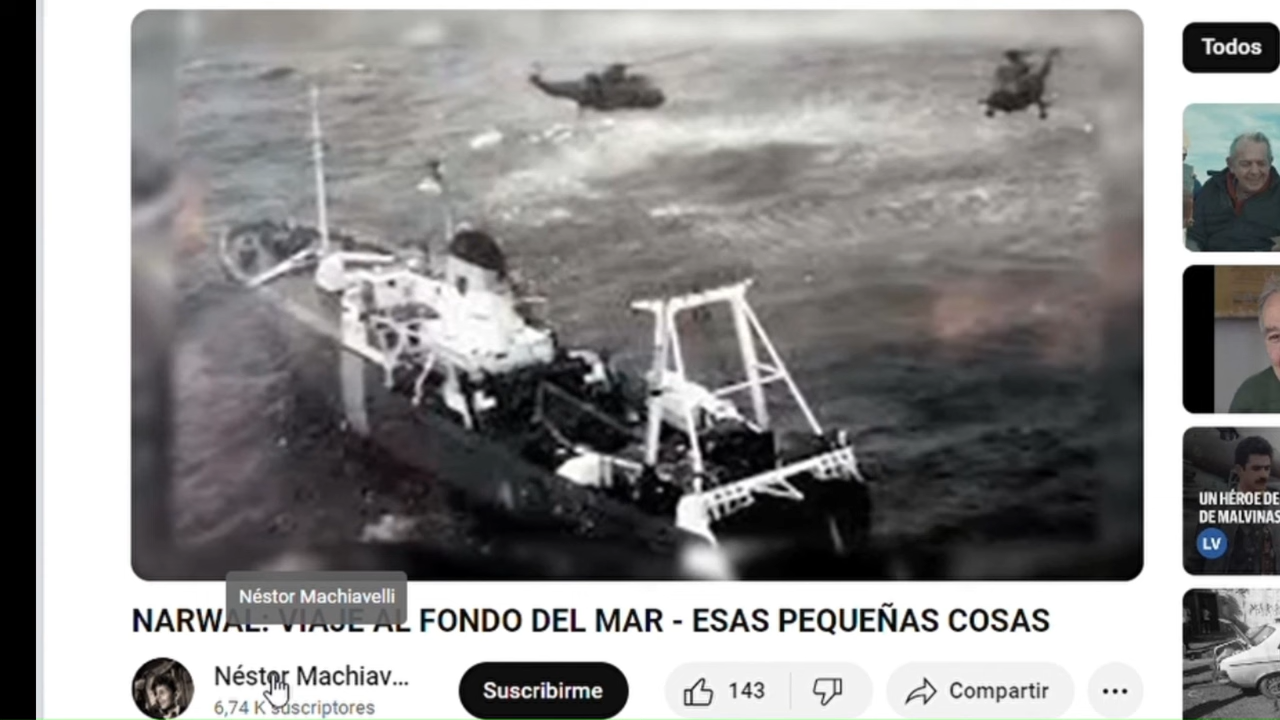 Todos
UN HÉROE DE
DE MALVINAS
LV
Néstor Machiavelli
NARWAL: VIAJE AL FONDO DEL MAR - ESAS PEQUEÑAS COSAS
Néstor Machiav...
6,74 K suscriptores
Suscribirme
143
Compartir